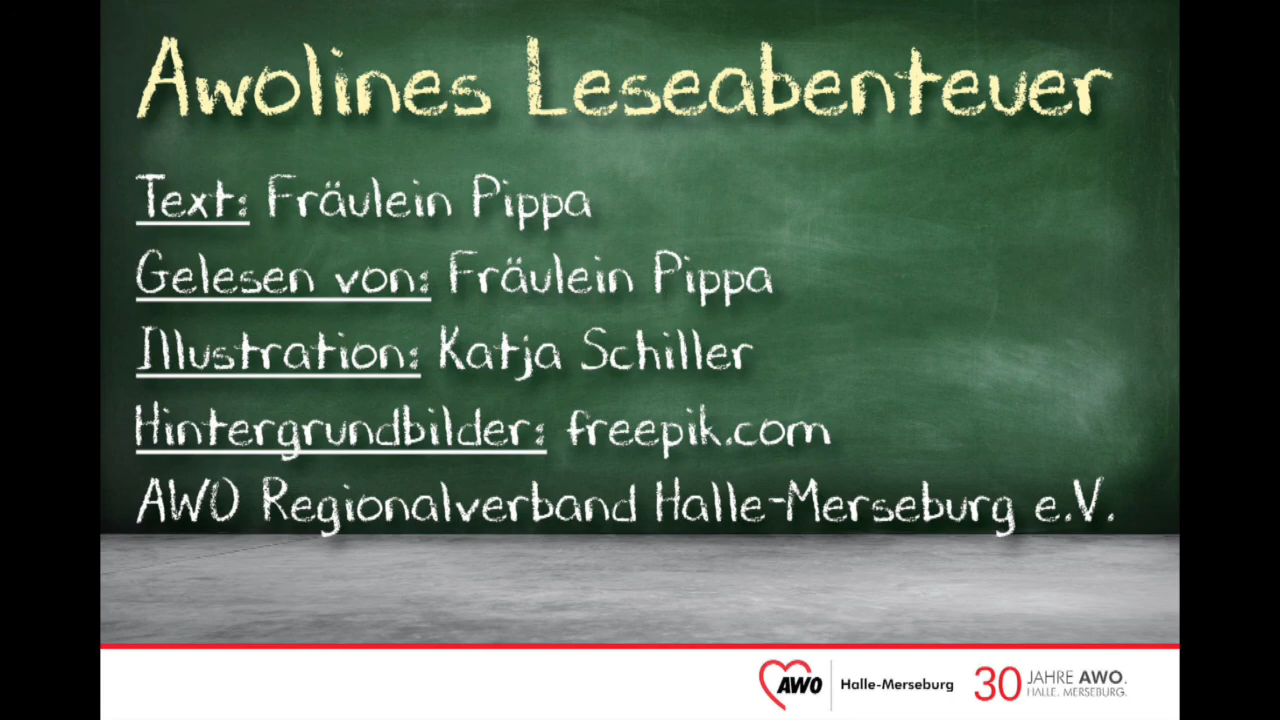 Awolines Leseabenteuer
Text: Fräulein Pippa
Gelesen von: Fräulein Pippa
Illustration: Katja Schiller
Hintergrundbilder: freepik.com
AWO Regionalverband Halle-Merseburg e.V.
AWO Halle-Merseburg
30 JAHRE AWO.
HALLE. MERSEBURG.